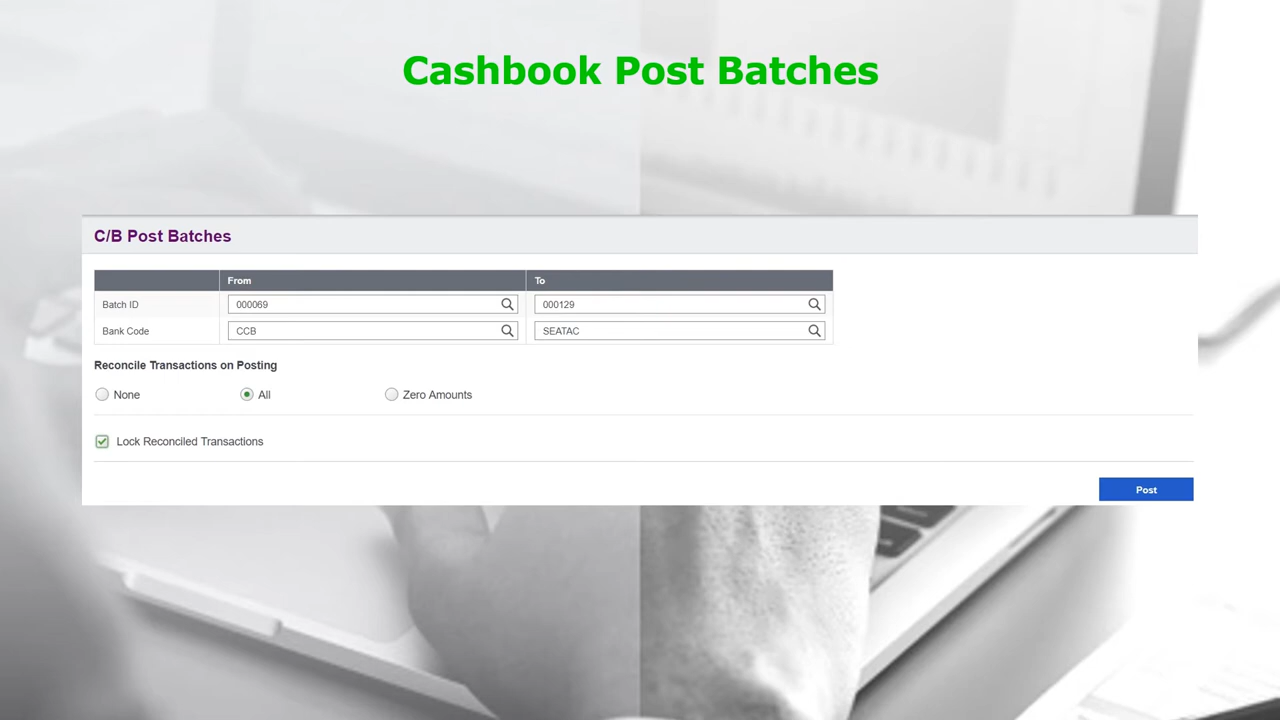 Cashbook Post Batches
C/B Post Batches
From To
Batch ID 000069 000129
Bank Code CCB SEATAC
Reconcile Transactions on Posting
None All Zero Amounts
Lock Reconciled Transactions
Post